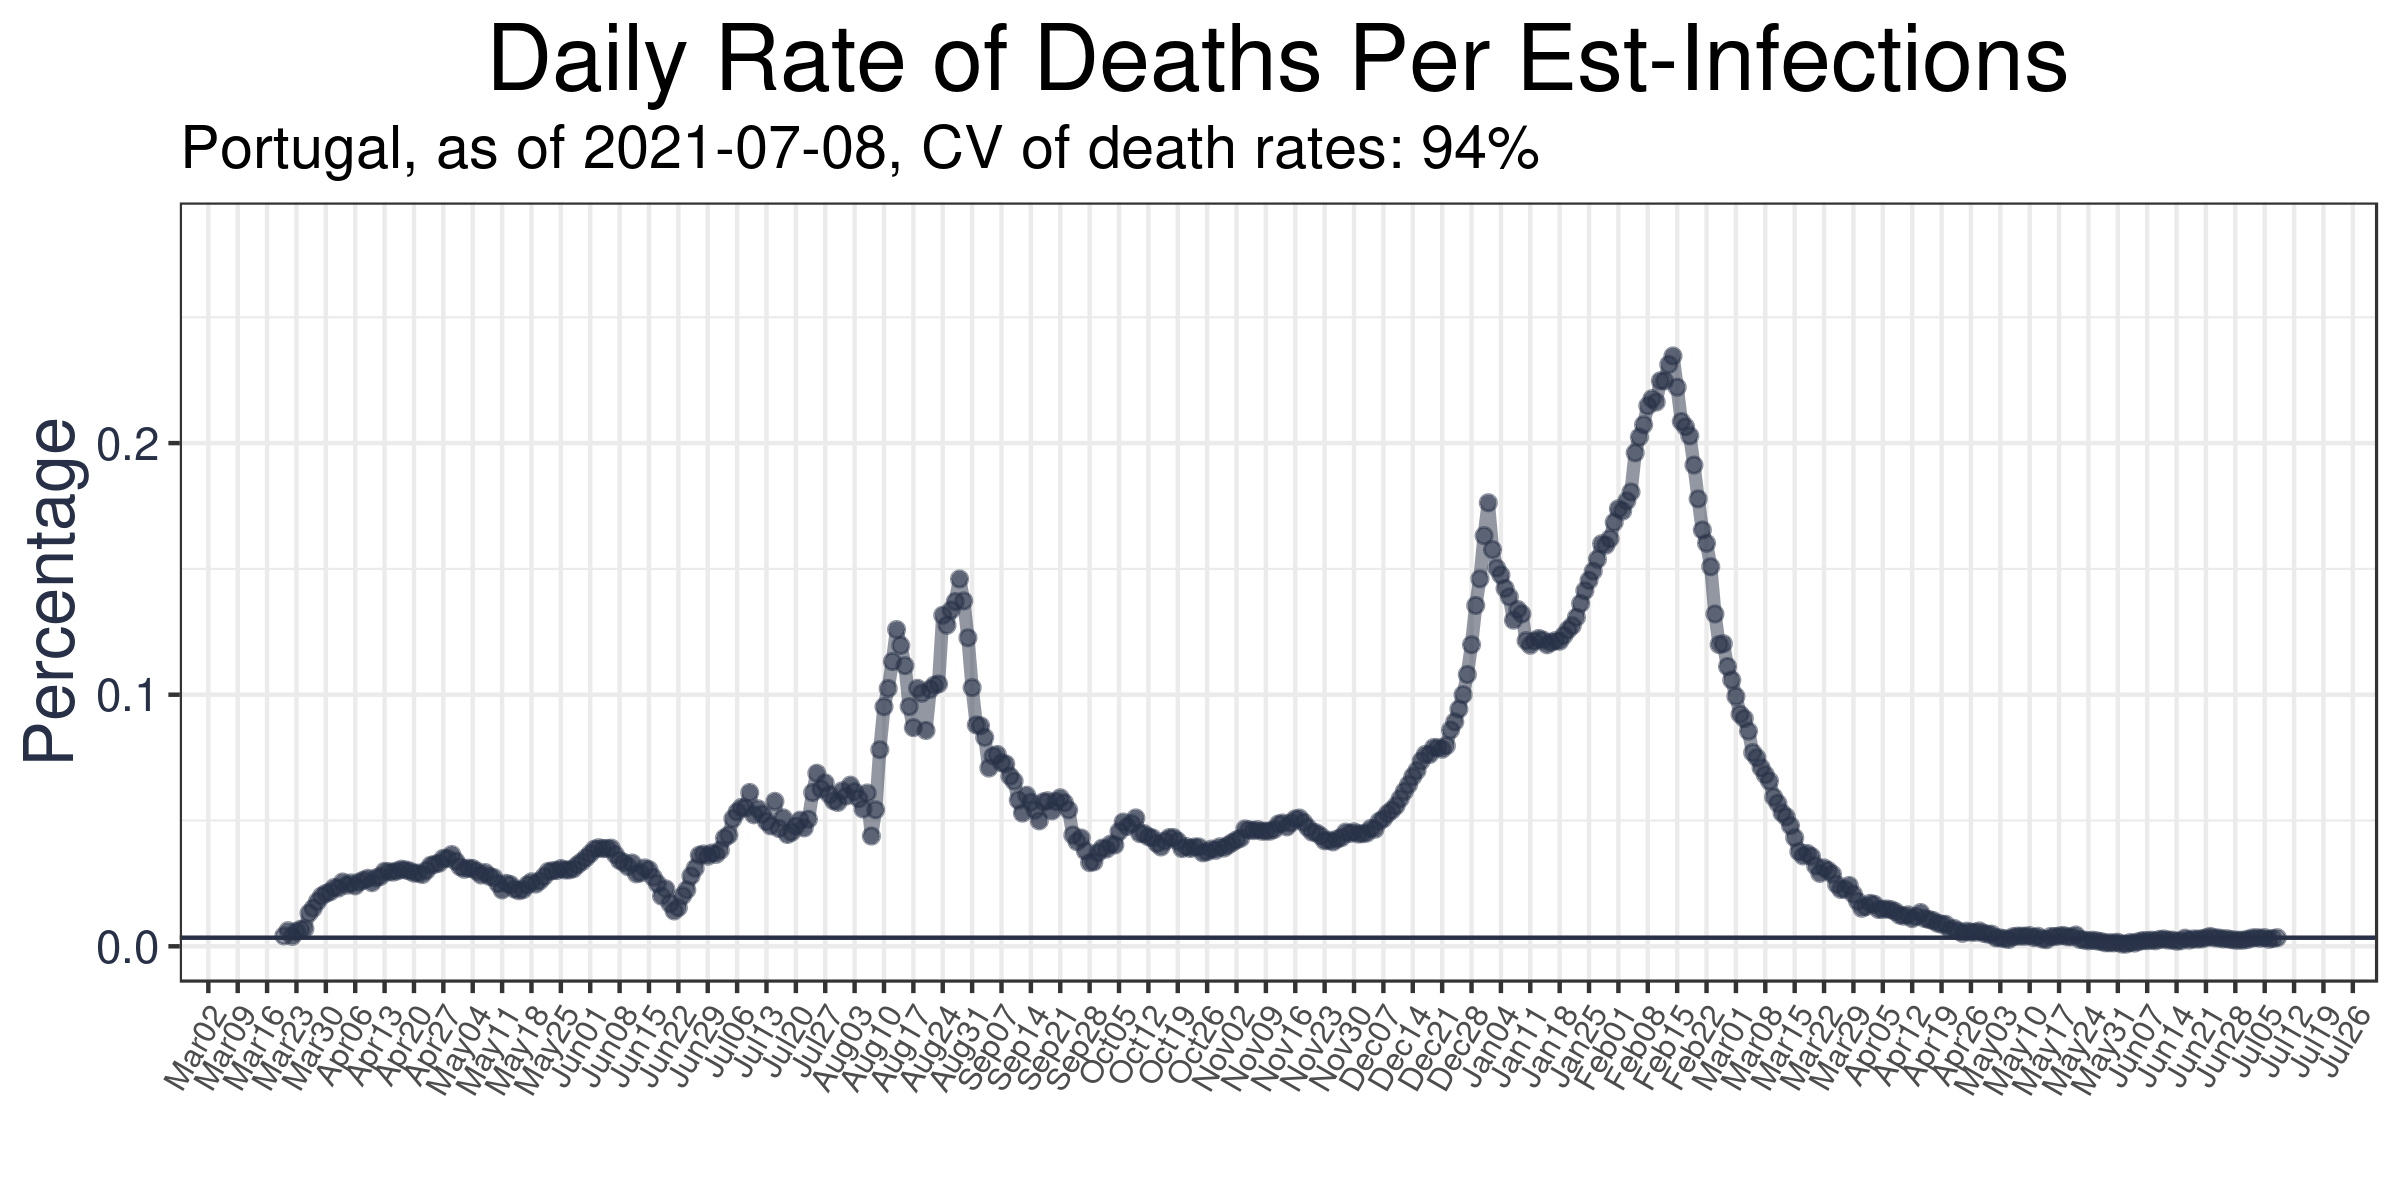 Daily Rate of Deaths Per Est-Infections
Portugal, as of 2021-07-08, CV of death rates: 94%
Percentage
0.2
0.1
0.0
Mar02
Mar09
Mar16
Mar23
Mar30
Apr06
Apr13
Apr20
Apr27
May04
May11
May18
May25
Jun01
Jun08
Jun15
Jun22
Jun29
Jul06
Jul13
Jul20
Jul27
Aug03
Aug10
Aug17
Aug24
Aug31
Sep07
Sep14
Sep21
Sep28
Oct05
Oct12
Oct19
Oct26
Nov02
Nov09
Nov16
Nov23
Nov30
Dec07
Dec14
Dec21
Dec28
Jan04
Jan11
Jan18
Jan25
Feb01
Feb08
Feb15
Feb22
Mar01
Mar08
Mar15
Mar22
Mar29
Apr05
Apr12
Apr19
Apr26
May03
May10
May17
May24
May31
Jun07
Jun14
Jun21
Jun28
Jul05
Jul12
Jul19
Jul26